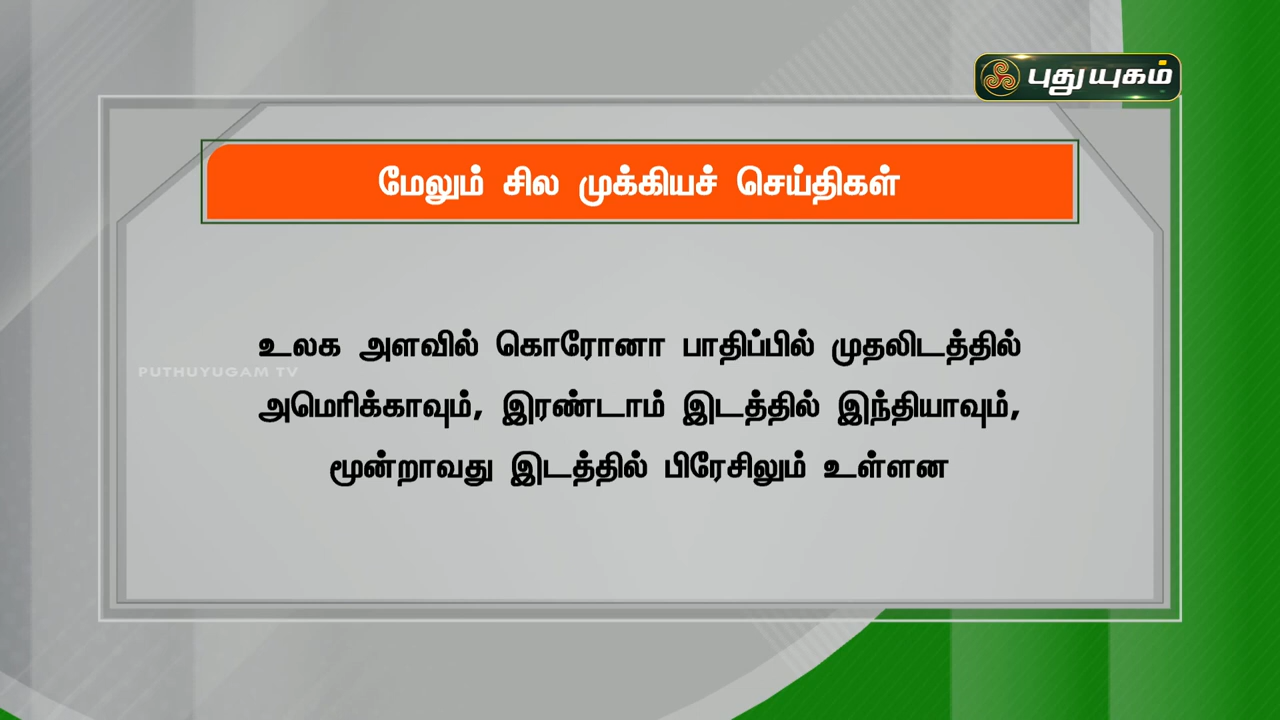 புதுயுகம்
மேலும் சில முக்கியச் செய்திகள்
உலக அளவில் கொரோனா பாதிப்பில் முதலிடத்தில்
PUTHUYUGAM TV
அமெரிக்காவும், இரண்டாம் இடத்தில் இந்தியாவும்,
மூன்றாவது இடத்தில் பிரேசிலும் உள்ளன